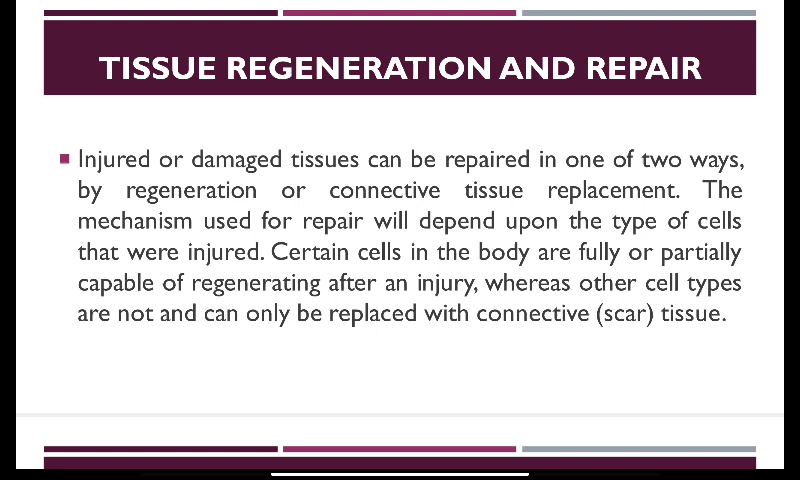 TISSUE REGENERATION AND REPAIR
Injured or damaged tissues can be repaired in one of two ways,
by regeneration or connective tissue replacement. The
mechanism used for repair will depend upon the type of cells
that were injured. Certain cells in the body are fully or partially
capable of regenerating after an injury, whereas other cell types
are not and can only be replaced with connective (scar) tissue.